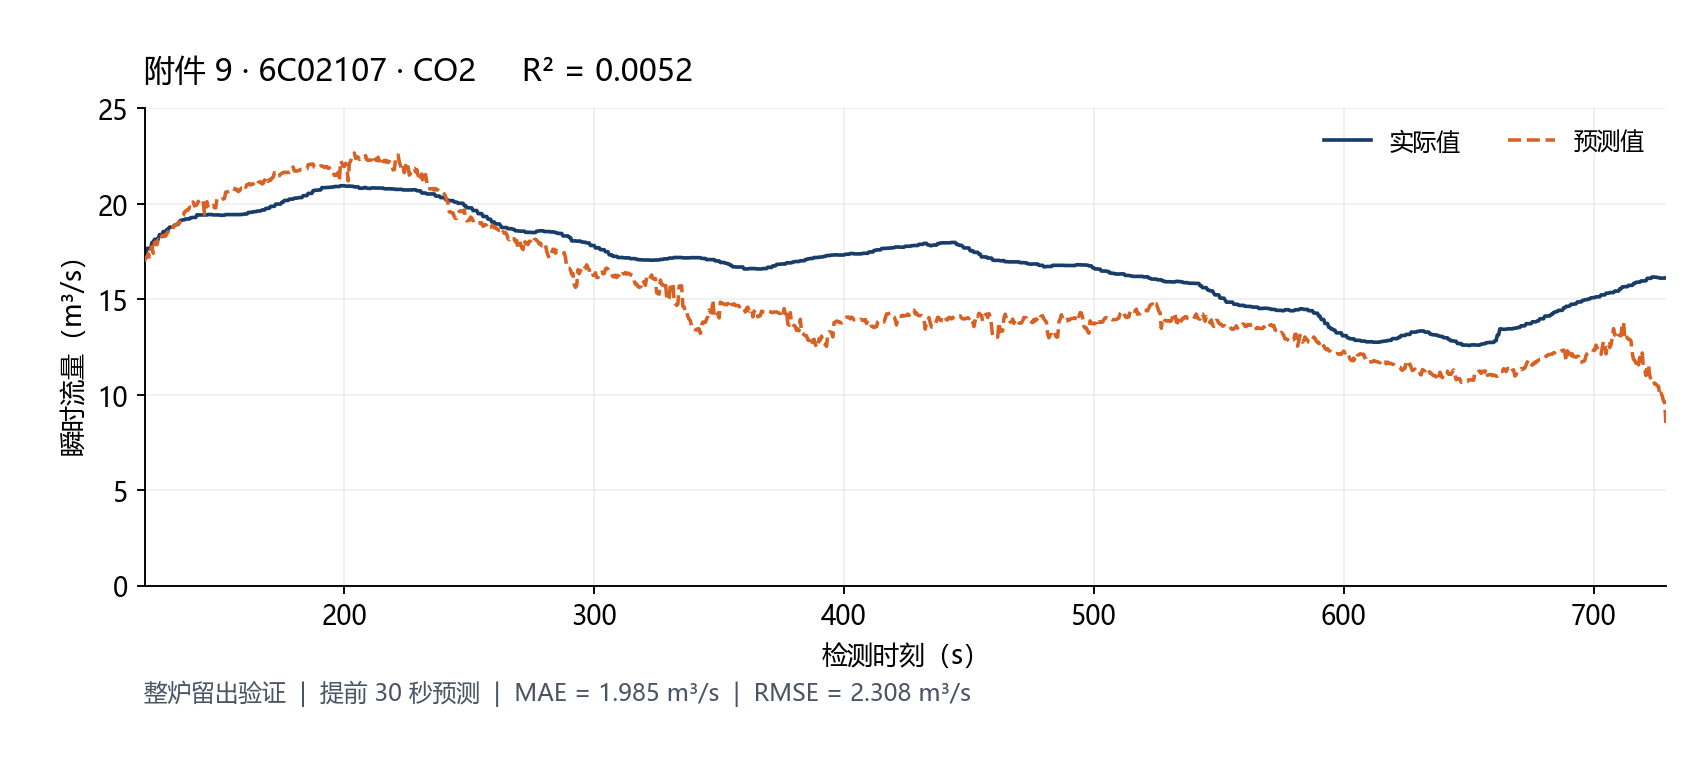 附件 9 · 6C02107 · CO2 R² = 0.0052
25
20
15
10
5
0
瞬时流量（m³/s）
实际值 预测值
200 300 400 500 600 700
检测时刻（s）
整炉留出验证 | 提前 30 秒预测 | MAE = 1.985 m³/s | RMSE = 2.308 m³/s